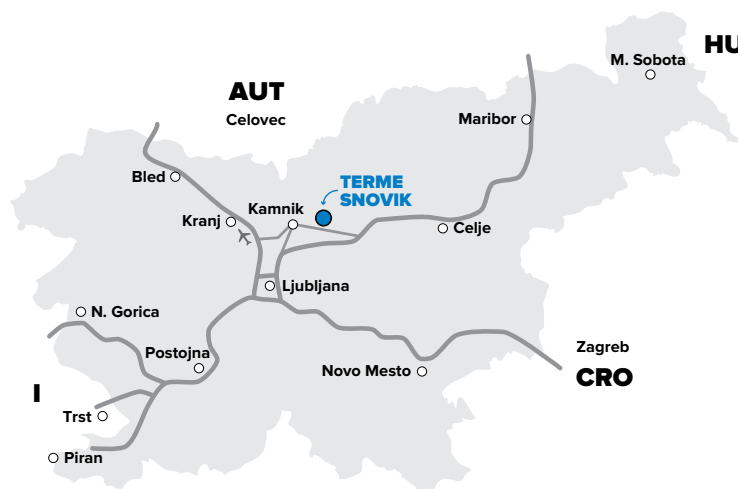 HU
M. Sobota
AUT
Celovec
Maribor
Bled
TERME
SNOVIK
Kamnik
Kranj
Celje
Ljubljana
N. Gorica
Postojna
Zagreb
Novo Mesto
CRO
I
Trst
Piran